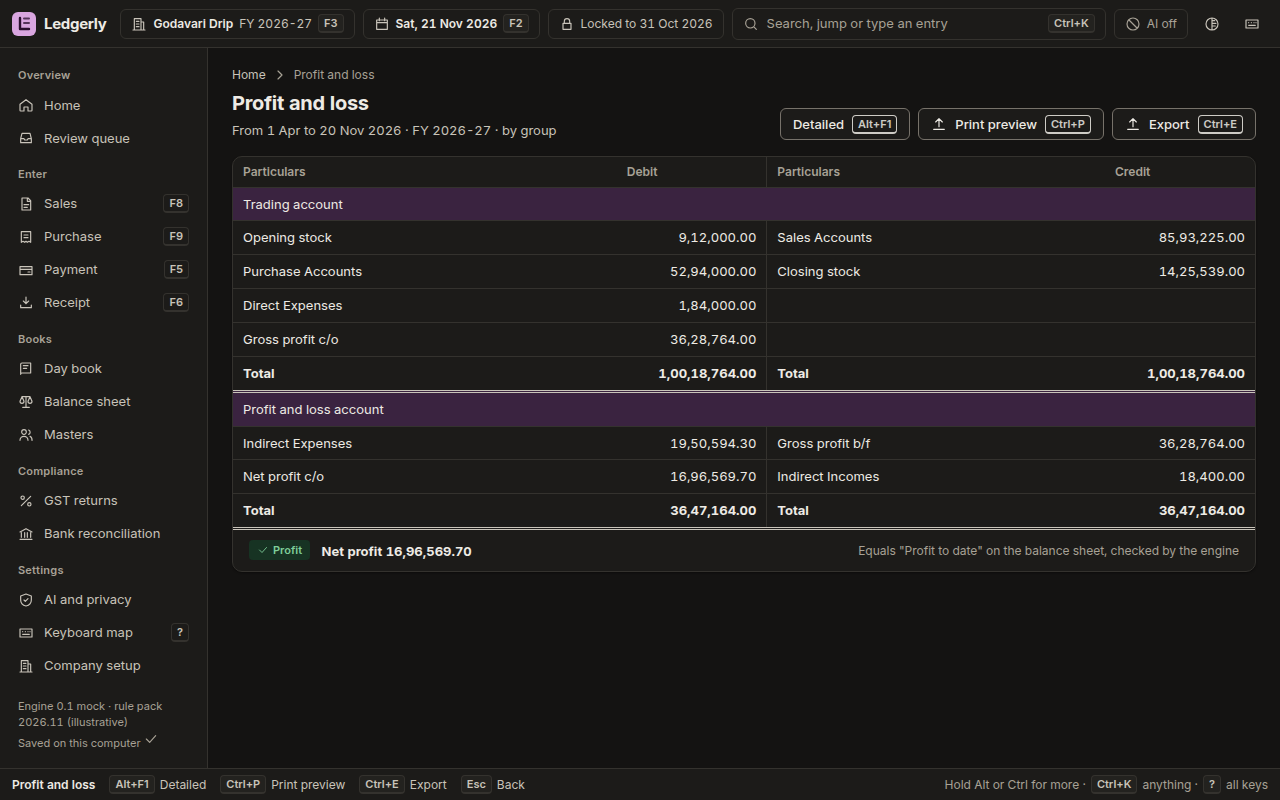 Ledgerly
Godavari Drip FY 2026-27 F3
Sat, 21 Nov 2026 F2
Locked to 31 Oct 2026
Search, jump or type an entry Ctrl+K
AI off
Overview
Home
Review queue
Enter
Sales F8
Purchase F9
Payment F5
Receipt F6
Books
Day book
Balance sheet
Masters
Compliance
GST returns
Bank reconciliation
Settings
AI and privacy
Keyboard map ?
Company setup
Engine 0.1 mock · rule pack
2026.11 (illustrative)
Saved on this computer
Home > Profit and loss
Profit and loss
From 1 Apr to 20 Nov 2026 · FY 2026-27 · by group
Detailed Alt+F1
Print preview Ctrl+P
Export Ctrl+E
Particulars Debit Particulars Credit
Trading account
Opening stock 9,12,000.00 Sales Accounts 85,93,225.00
Purchase Accounts 52,94,000.00 Closing stock 14,25,539.00
Direct Expenses 1,84,000.00
Gross profit c/o 36,28,764.00
Total 1,00,18,764.00 Total 1,00,18,764.00
Profit and loss account
Indirect Expenses 19,50,594.30 Gross profit b/f 36,28,764.00
Net profit c/o 16,96,569.70 Indirect Incomes 18,400.00
Total 36,47,164.00 Total 36,47,164.00
Profit Net profit 16,96,569.70 Equals "Profit to date" on the balance sheet, checked by the engine
Profit and loss Alt+F1 Detailed Ctrl+P Print preview Ctrl+E Export Esc Back Hold Alt or Ctrl for more · Ctrl+K anything · ? all keys